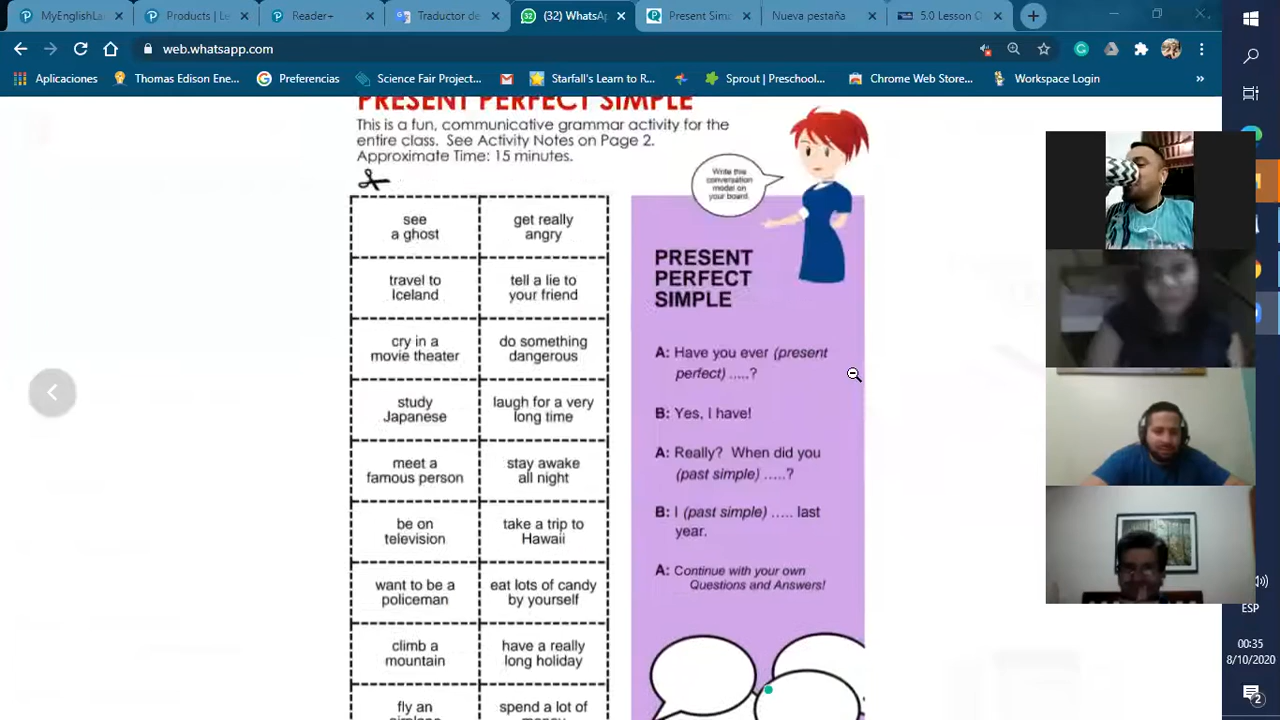 MyEnglishLa
Products | Le
Reader+
Traductor de
(32) WhatsAp
Present Simp
Nueva pestaña
5.0 Lesson O
web.whatsapp.com
Aplicaciones
Thomas Edison Ene...
Preferencias
Science Fair Project...
Starfall's Learn to R...
Sprout | Preschool...
Chrome Web Store...
Workspace Login
»
PRESENT PERFECT SIMPLE
This is a fun, communicative grammar activity for the
entire class. See Activity Notes on Page 2.
Approximate Time: 15 minutes.
Write this
conversation
model on
your board.
see
a ghost
get really
angry
travel to
Iceland
tell a lie to
your friend
cry in a
movie theater
do something
dangerous
study
Japanese
laugh for a very
long time
meet a
famous person
stay awake
all night
be on
television
take a trip to
Hawaii
want to be a
policeman
eat lots of candy
by yourself
climb a
mountain
have a really
long holiday
fly an
airplane
spend a lot of
money
PRESENT
PERFECT
SIMPLE
A: Have you ever (present
perfect) .....?
B: Yes, I have!
A: Really? When did you
(past simple) .....?
B: I (past simple) ..... last
year.
A: Continue with your own
Questions and Answers!
ESP
00:35
8/10/2020
2